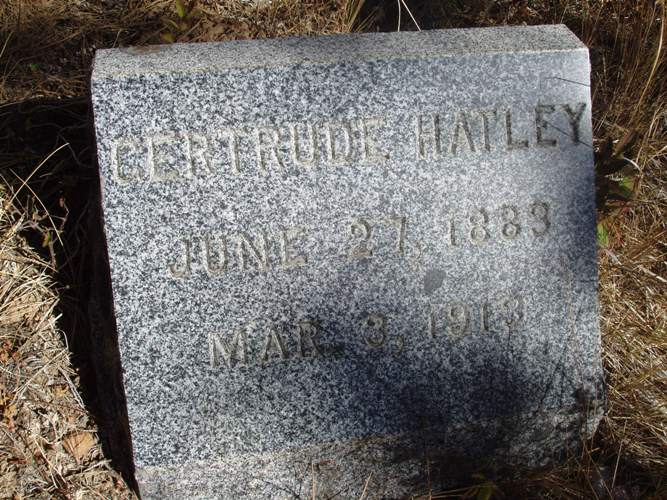 GERTRUDE HATLEY
JUNE 27, 1883
MAR. 3, 1913